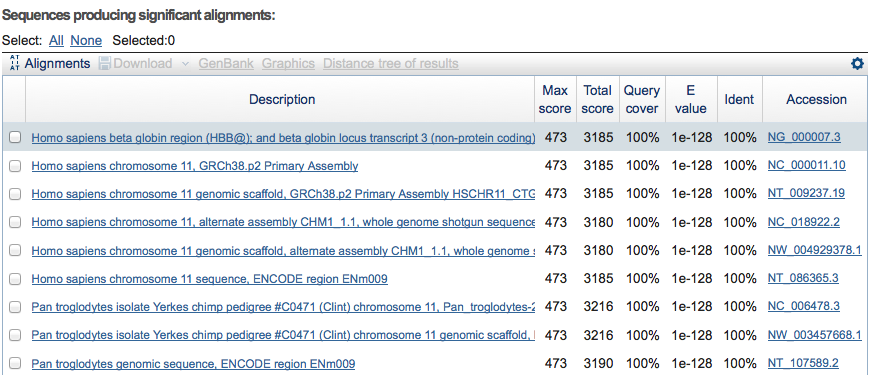 Sequences producing significant alignments:
Select: All None Selected:0
AT AT Alignments Download GenBank Graphics Distance tree of results
Description Max score Total score Query cover E value Ident Accession
Homo sapiens beta globin region (HBB@); and beta globin locus transcript 3 (non-protein coding) 473 3185 100% 1e-128 100% NG_000007.3
Homo sapiens chromosome 11, GRCh38.p2 Primary Assembly 473 3185 100% 1e-128 100% NC_000011.10
Homo sapiens chromosome 11 genomic scaffold, GRCh38.p2 Primary Assembly HSCHR11_CTG 473 3185 100% 1e-128 100% NT_009237.19
Homo sapiens chromosome 11, alternate assembly CHM1_1.1, whole genome shotgun sequence 473 3180 100% 1e-128 100% NC_018922.2
Homo sapiens chromosome 11 genomic scaffold, alternate assembly CHM1_1.1, whole genome s 473 3180 100% 1e-128 100% NW_004929378.1
Homo sapiens chromosome 11 sequence, ENCODE region ENm009 473 3185 100% 1e-128 100% NT_086365.3
Pan troglodytes isolate Yerkes chimp pedigree #C0471 (Clint) chromosome 11, Pan_troglodytes-2 473 3216 100% 1e-128 100% NC_006478.3
Pan troglodytes isolate Yerkes chimp pedigree #C0471 (Clint) chromosome 11 genomic scaffold, 473 3216 100% 1e-128 100% NW_003457668.1
Pan troglodytes genomic sequence, ENCODE region ENm009 473 3190 100% 1e-128 100% NT_107589.2